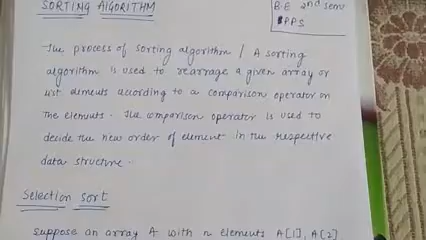 SORTING ALGORITHM
B.E 2nd sem
PPS
The process of sorting algorithm / A sorting
algorithm is used to rearrage a given array or
list elements according to a comparison operator on
the elements. The comparison operator is used to
decide the new order of element in the respective
data structure.
Selection sort
Suppose an array A with n elements A[1], A[2]